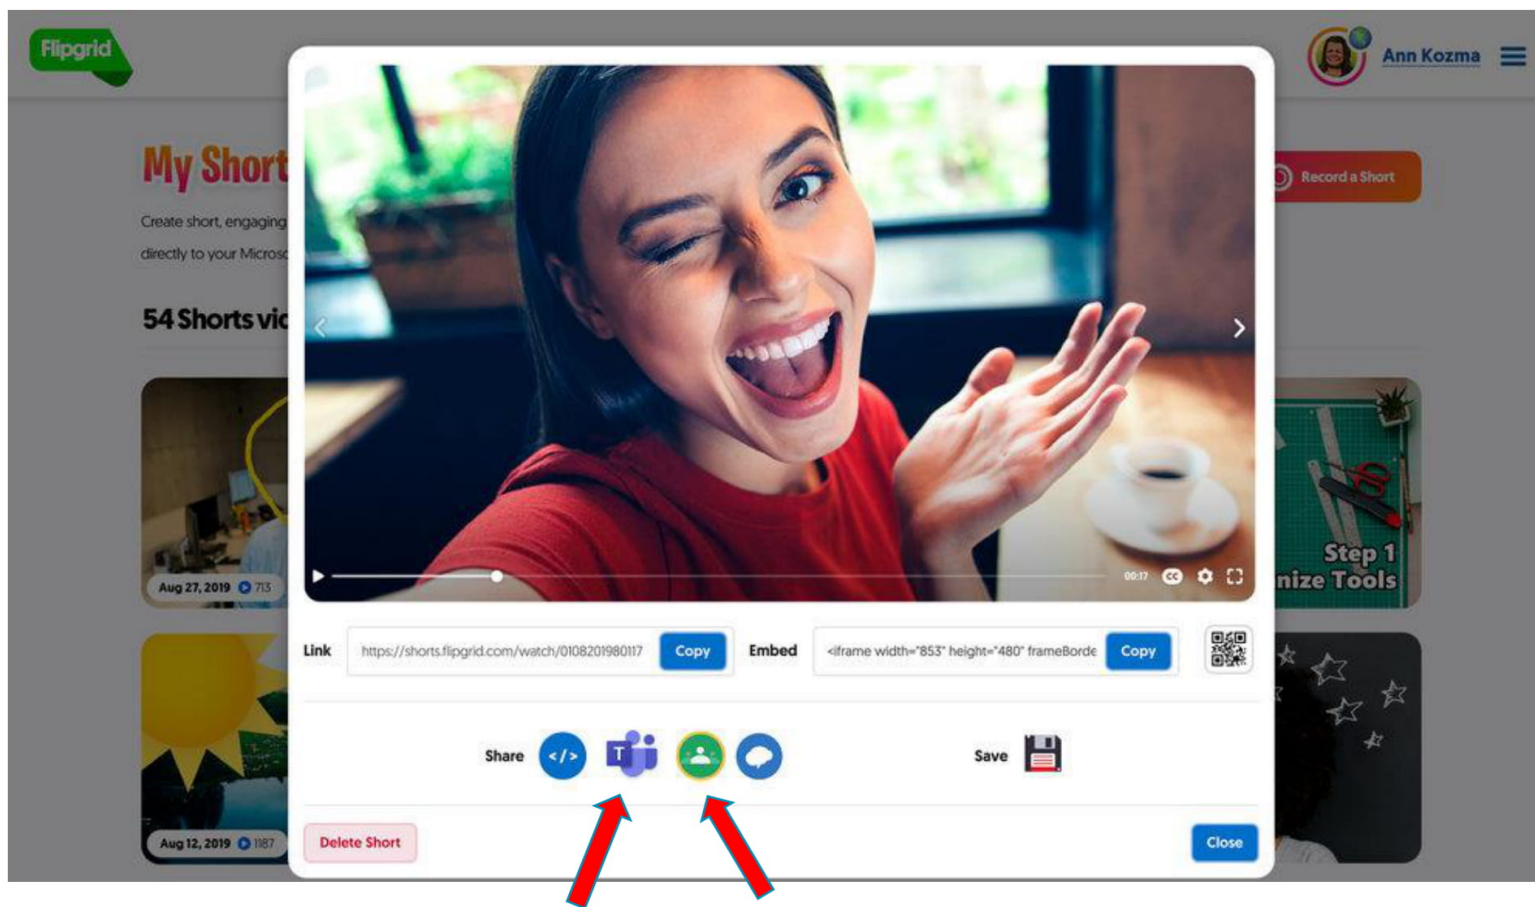 Flipgrid
Ann Kozma
My Short
Record a Short
Create short, engaging
directly to your Microso
54 Shorts vid
Aug 27, 2019 713
00:17 CC
Step 1
nize Tools
Link https://shorts.flipgrid.com/watch/0108201980117 Copy Embed <iframe width="853" height="480" frameBorde Copy
Share </> T Save
Aug 12, 2019 1187
Delete Short
Close